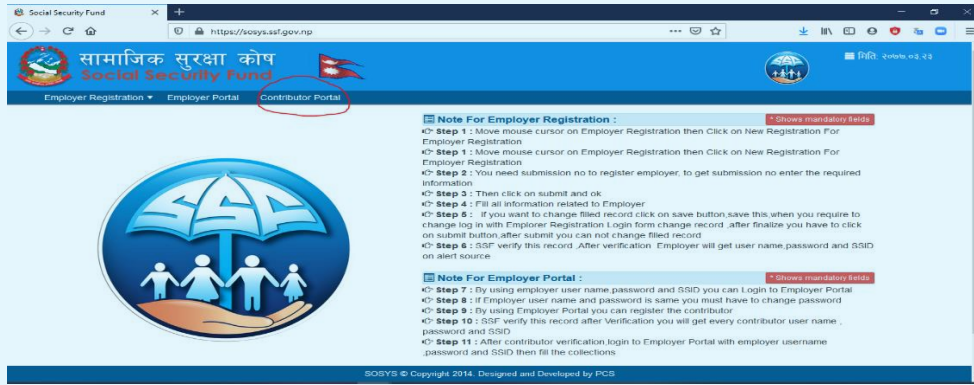 Social Security Fund
https://sosys.ssf.gov.np
सामाजिक सुरक्षा कोष
Social Security Fund
मिति: २०७७.०३.२३
Employer Registration
Employer Portal
Contributor Portal
SSF
Note For Employer Registration :
* Shows mandatory fields
Step 1 : Move mouse cursor on Employer Registration then Click on New Registration For
Employer Registration
Step 1 : Move mouse cursor on Employer Registration then Click on New Registration For
Employer Registration
Step 2 : You need submission no to register employer, to get submission no enter the required
information
Step 3 : Then click on submit and ok
Step 4 : Fill all information related to Employer
Step 5 : if you want to change filled record click on save button,save this,when you require to
change log in with Emplorer Registration Login form change record ,after finalize you have to click
on submit button,after submit you can not change filled record
Step 6 : SSF verify this record ,After verification Employer will get user name,password and SSID
on alert source
Note For Employer Portal :
* Shows mandatory fields
Step 7 : By using employer user name,password and SSID you can Login to Employer Portal
Step 8 : If Employer user name and password is same you must have to change password
Step 9 : By using Employer Portal you can register the contributor
Step 10 : SSF verify this record after Verification you will get every contributor user name ,
password and SSID
Step 11 : After contributor verification,login to Employer Portal with employer username
,password and SSID then fill the collections
SOSYS © Copyright 2014. Designed and Developed by PCS